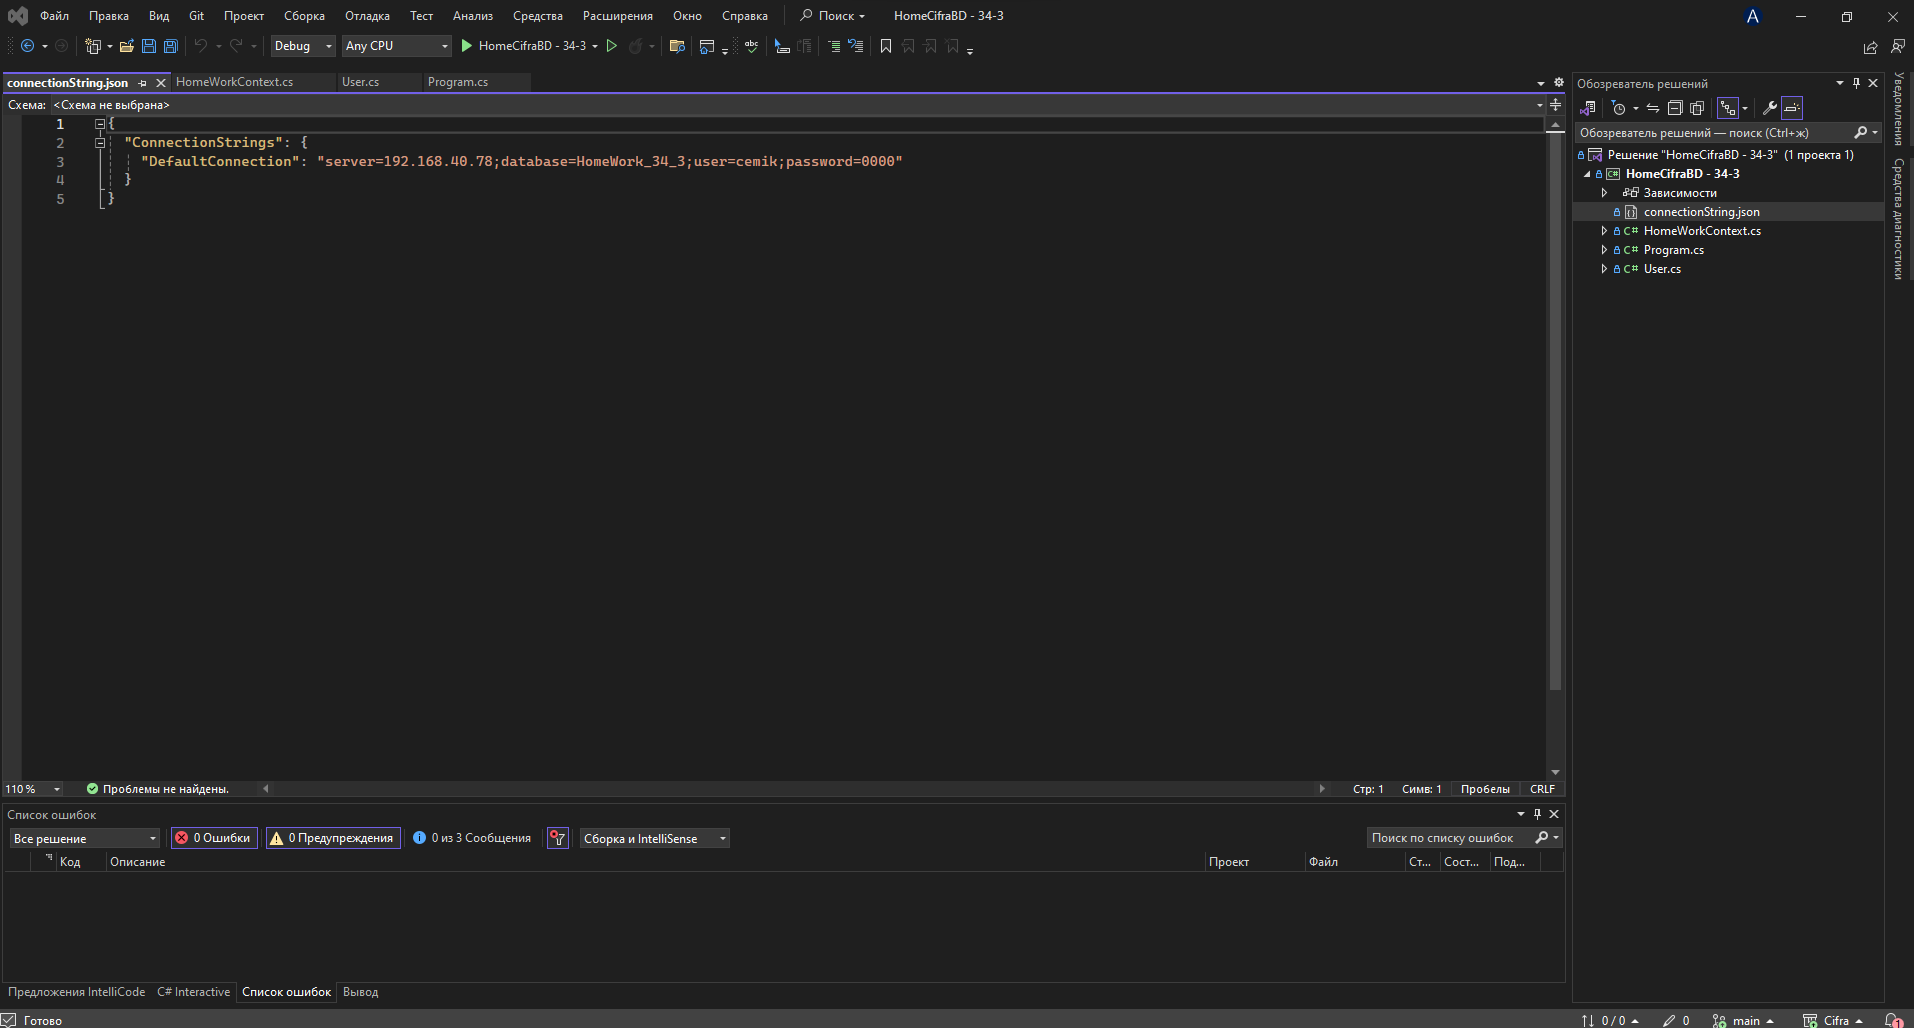 Файл Правка Вид Git Проект Сборка Отладка Тест Анализ Средства Расширения Окно Справка Поиск HomeCifraBD - 34-3 A
Debug Any CPU HomeCifraBD - 34-3
connectionString.json HomeWorkContext.cs User.cs Program.cs
Схема: <Схема не выбрана>
1 {
2 "ConnectionStrings": {
3 "DefaultConnection": "server=192.168.40.78;database=HomeWork_34_3;user=cemik;password=0000"
4 }
5 }
110 % Проблемы не найдены. Стр: 1 Симв: 1 Пробелы CRLF
Список ошибок
Все решение 0 Ошибки 0 Предупреждения 0 из 3 Сообщения Сборка и IntelliSense Поиск по списку ошибок
Код Описание Проект Файл Ст... Сост... Под...
Предложения IntelliCode C# Interactive Список ошибок Вывод
Обозреватель решений
Обозреватель решений — поиск (Ctrl+ж)
Решение "HomeCifraBD - 34-3" (1 проекта 1)
C# HomeCifraBD - 34-3
Зависимости
connectionString.json
C# HomeWorkContext.cs
C# Program.cs
C# User.cs
Уведомления
Средства диагностики
Готово 0 / 0 0 main Cifra 1